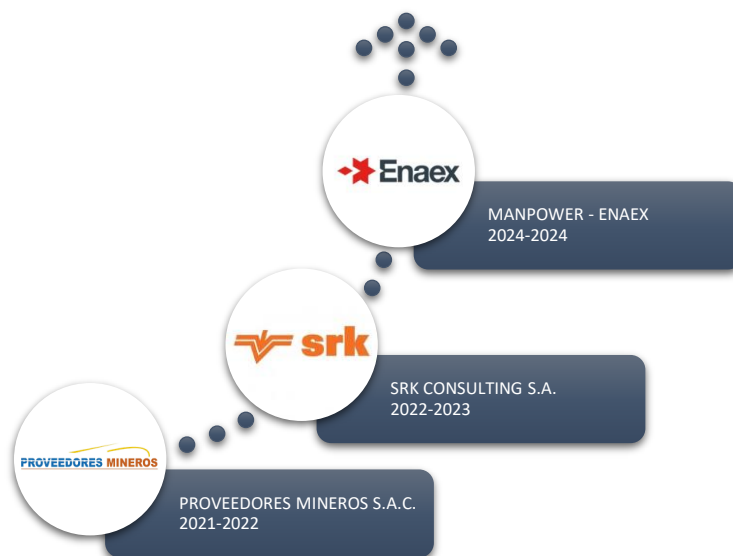 Enaex
MANPOWER - ENAEX
2024-2024
srk
SRK CONSULTING S.A.
2022-2023
PROVEEDORES MINEROS
PROVEEDORES MINEROS S.A.C.
2021-2022